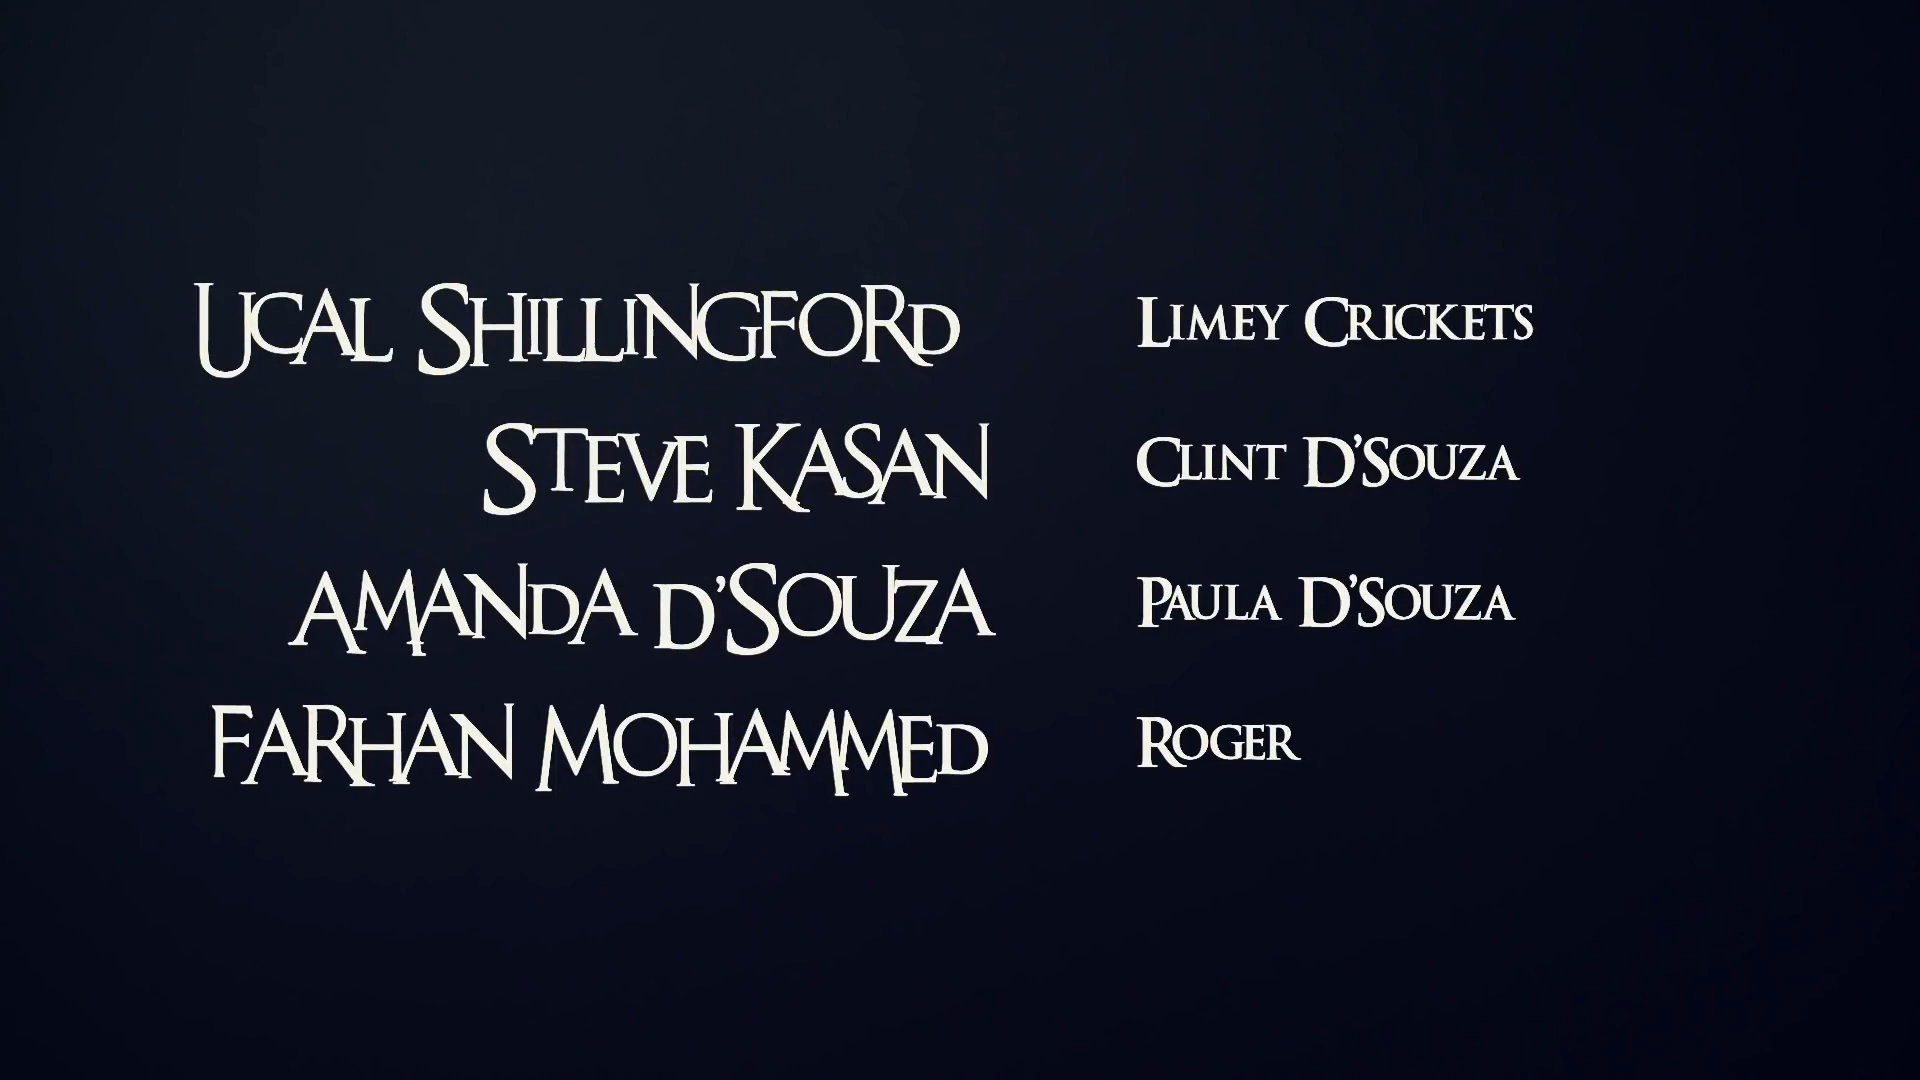 Ucal Shillingford Limey Crickets
Steve Kasan Clint D'Souza
Amanda D'Souza Paula D'Souza
Farhan Mohammed Roger